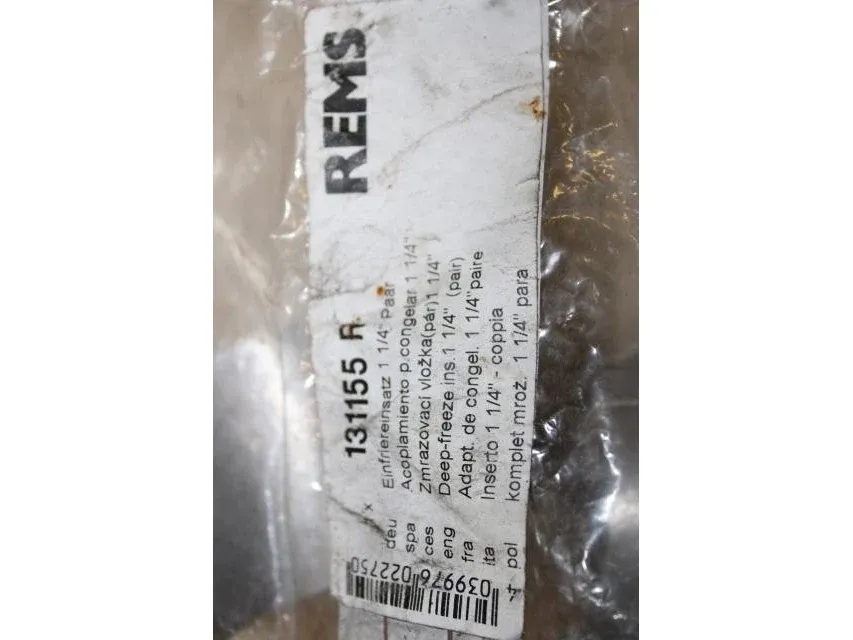 REMS
131155 R
Einfriereinsatz 1 1/4" Paar
Acoplamiento p.congelar 1 1/4"
Zmrazovací vložka(pár)1 1/4"
Deep-freeze ins.1 1/4" (pair)
Adapt. de congel. 1 1/4"paire
Inserto 1 1/4" - coppia
komplet mroż. 1 1/4" para
x
deu
spa
ces
eng
fra
ita
pol
4 039976 022750